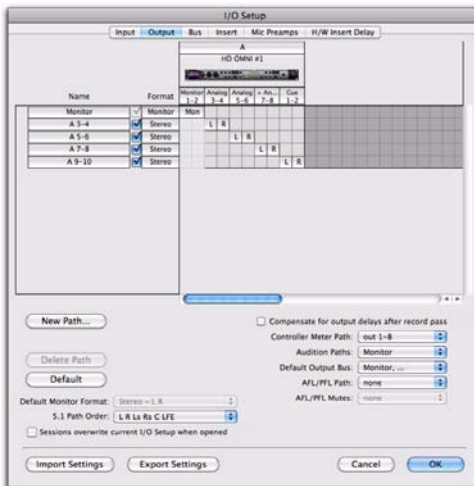 I/O Setup
Input Output Bus Insert Mic Preamps H/W Insert Delay
A
HD OMNI #1
Name Format Monitor 1-2 Analog 3-4 Analog 5-6 + An... 7-8 Cue 1-2
Monitor Monitor Mon
A 3-4 Stereo L R
A 5-6 Stereo L R
A 7-8 Stereo L R
A 9-10 Stereo L R
New Path...
Compensate for output delays after record pass
Controller Meter Path: out 1-8
Delete Path
Audition Paths: Monitor
Default
Default Output Bus: Monitor, ...
AFL/PFL Path: none
Default Monitor Format: Stereo - L R
AFL/PFL Mutes: none
5.1 Path Order: L R Ls Rs C LFE
Sessions overwrite current I/O Setup when opened
Import Settings Export Settings Cancel OK